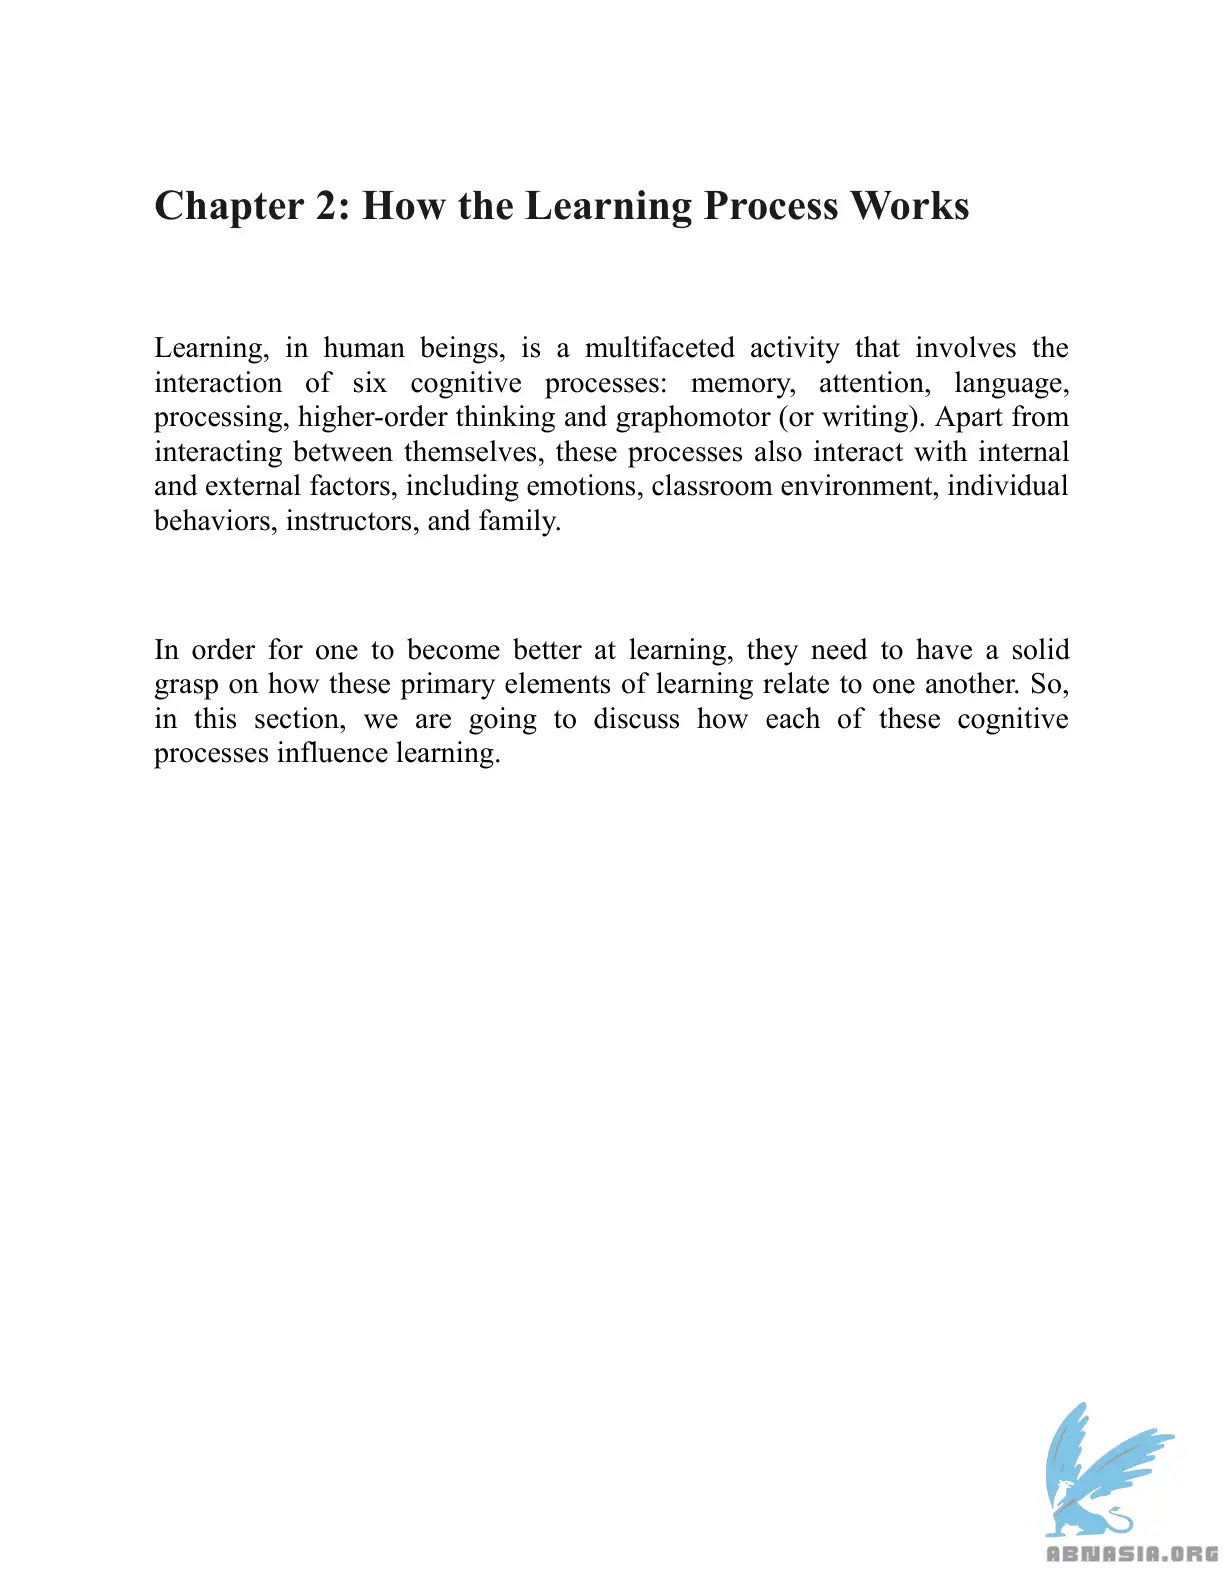 Chapter 2: How the Learning Process Works
Learning, in human beings, is a multifaceted activity that involves the
interaction of six cognitive processes: memory, attention, language,
processing, higher-order thinking and graphomotor (or writing). Apart from
interacting between themselves, these processes also interact with internal
and external factors, including emotions, classroom environment, individual
behaviors, instructors, and family.
In order for one to become better at learning, they need to have a solid
grasp on how these primary elements of learning relate to one another. So,
in this section, we are going to discuss how each of these cognitive
processes influence learning.
ABNASIA.ORG